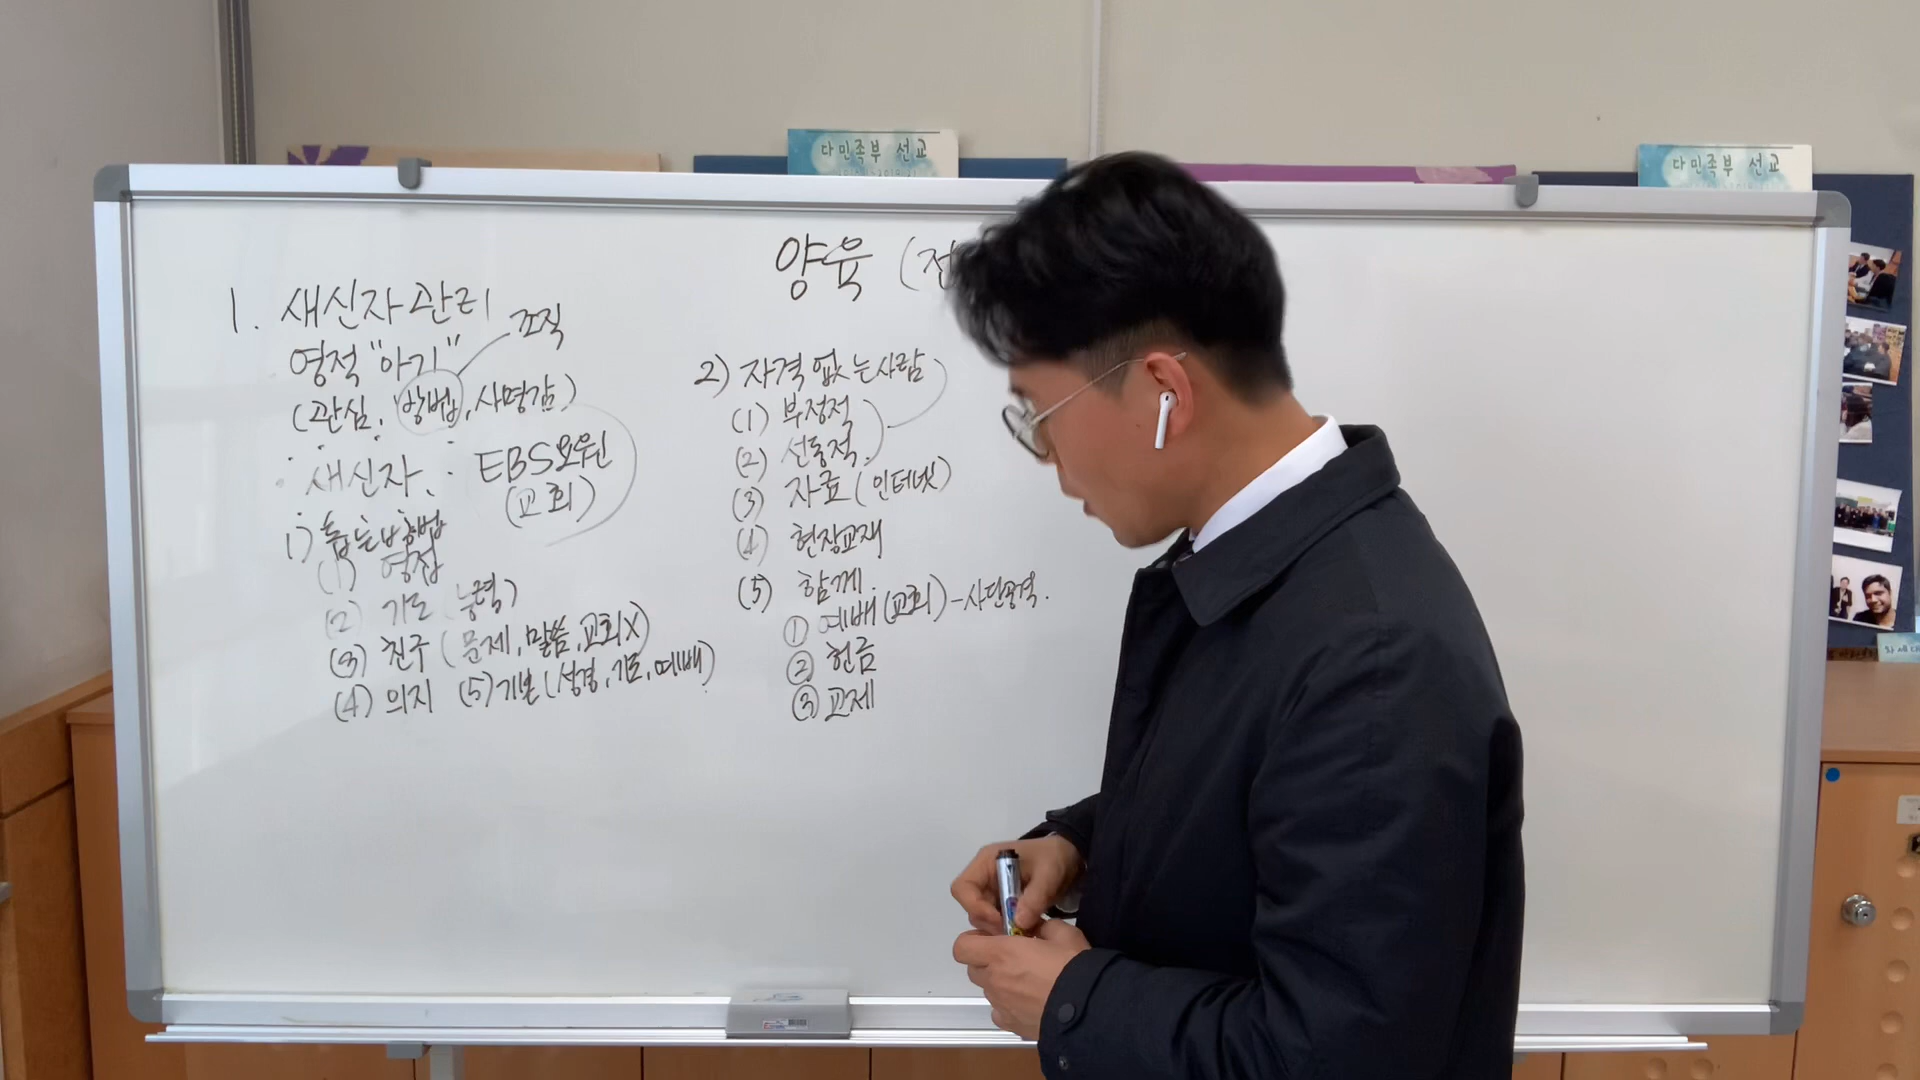 다민족부 선교
다민족부 선교
양육 (전
1. 새신자관리
조직
영적 "아기"
(관심, 방법, 사명감)
새신자
EBS요원
(교회)
1) 돕는방법
(1) 영접
(2) 기도 (능력)
(3) 친구 (문제, 말씀, 교회X)
(4) 의지 (5) 기본 (성경, 기도, 예배)
2) 자격 없는사람
(1) 부정적
(2) 선동적
(3) 자료 (인터넷)
(4) 현장교재
(5) 함께
① 예배 (교회) - 사단공격.
② 헌금
③ 교제